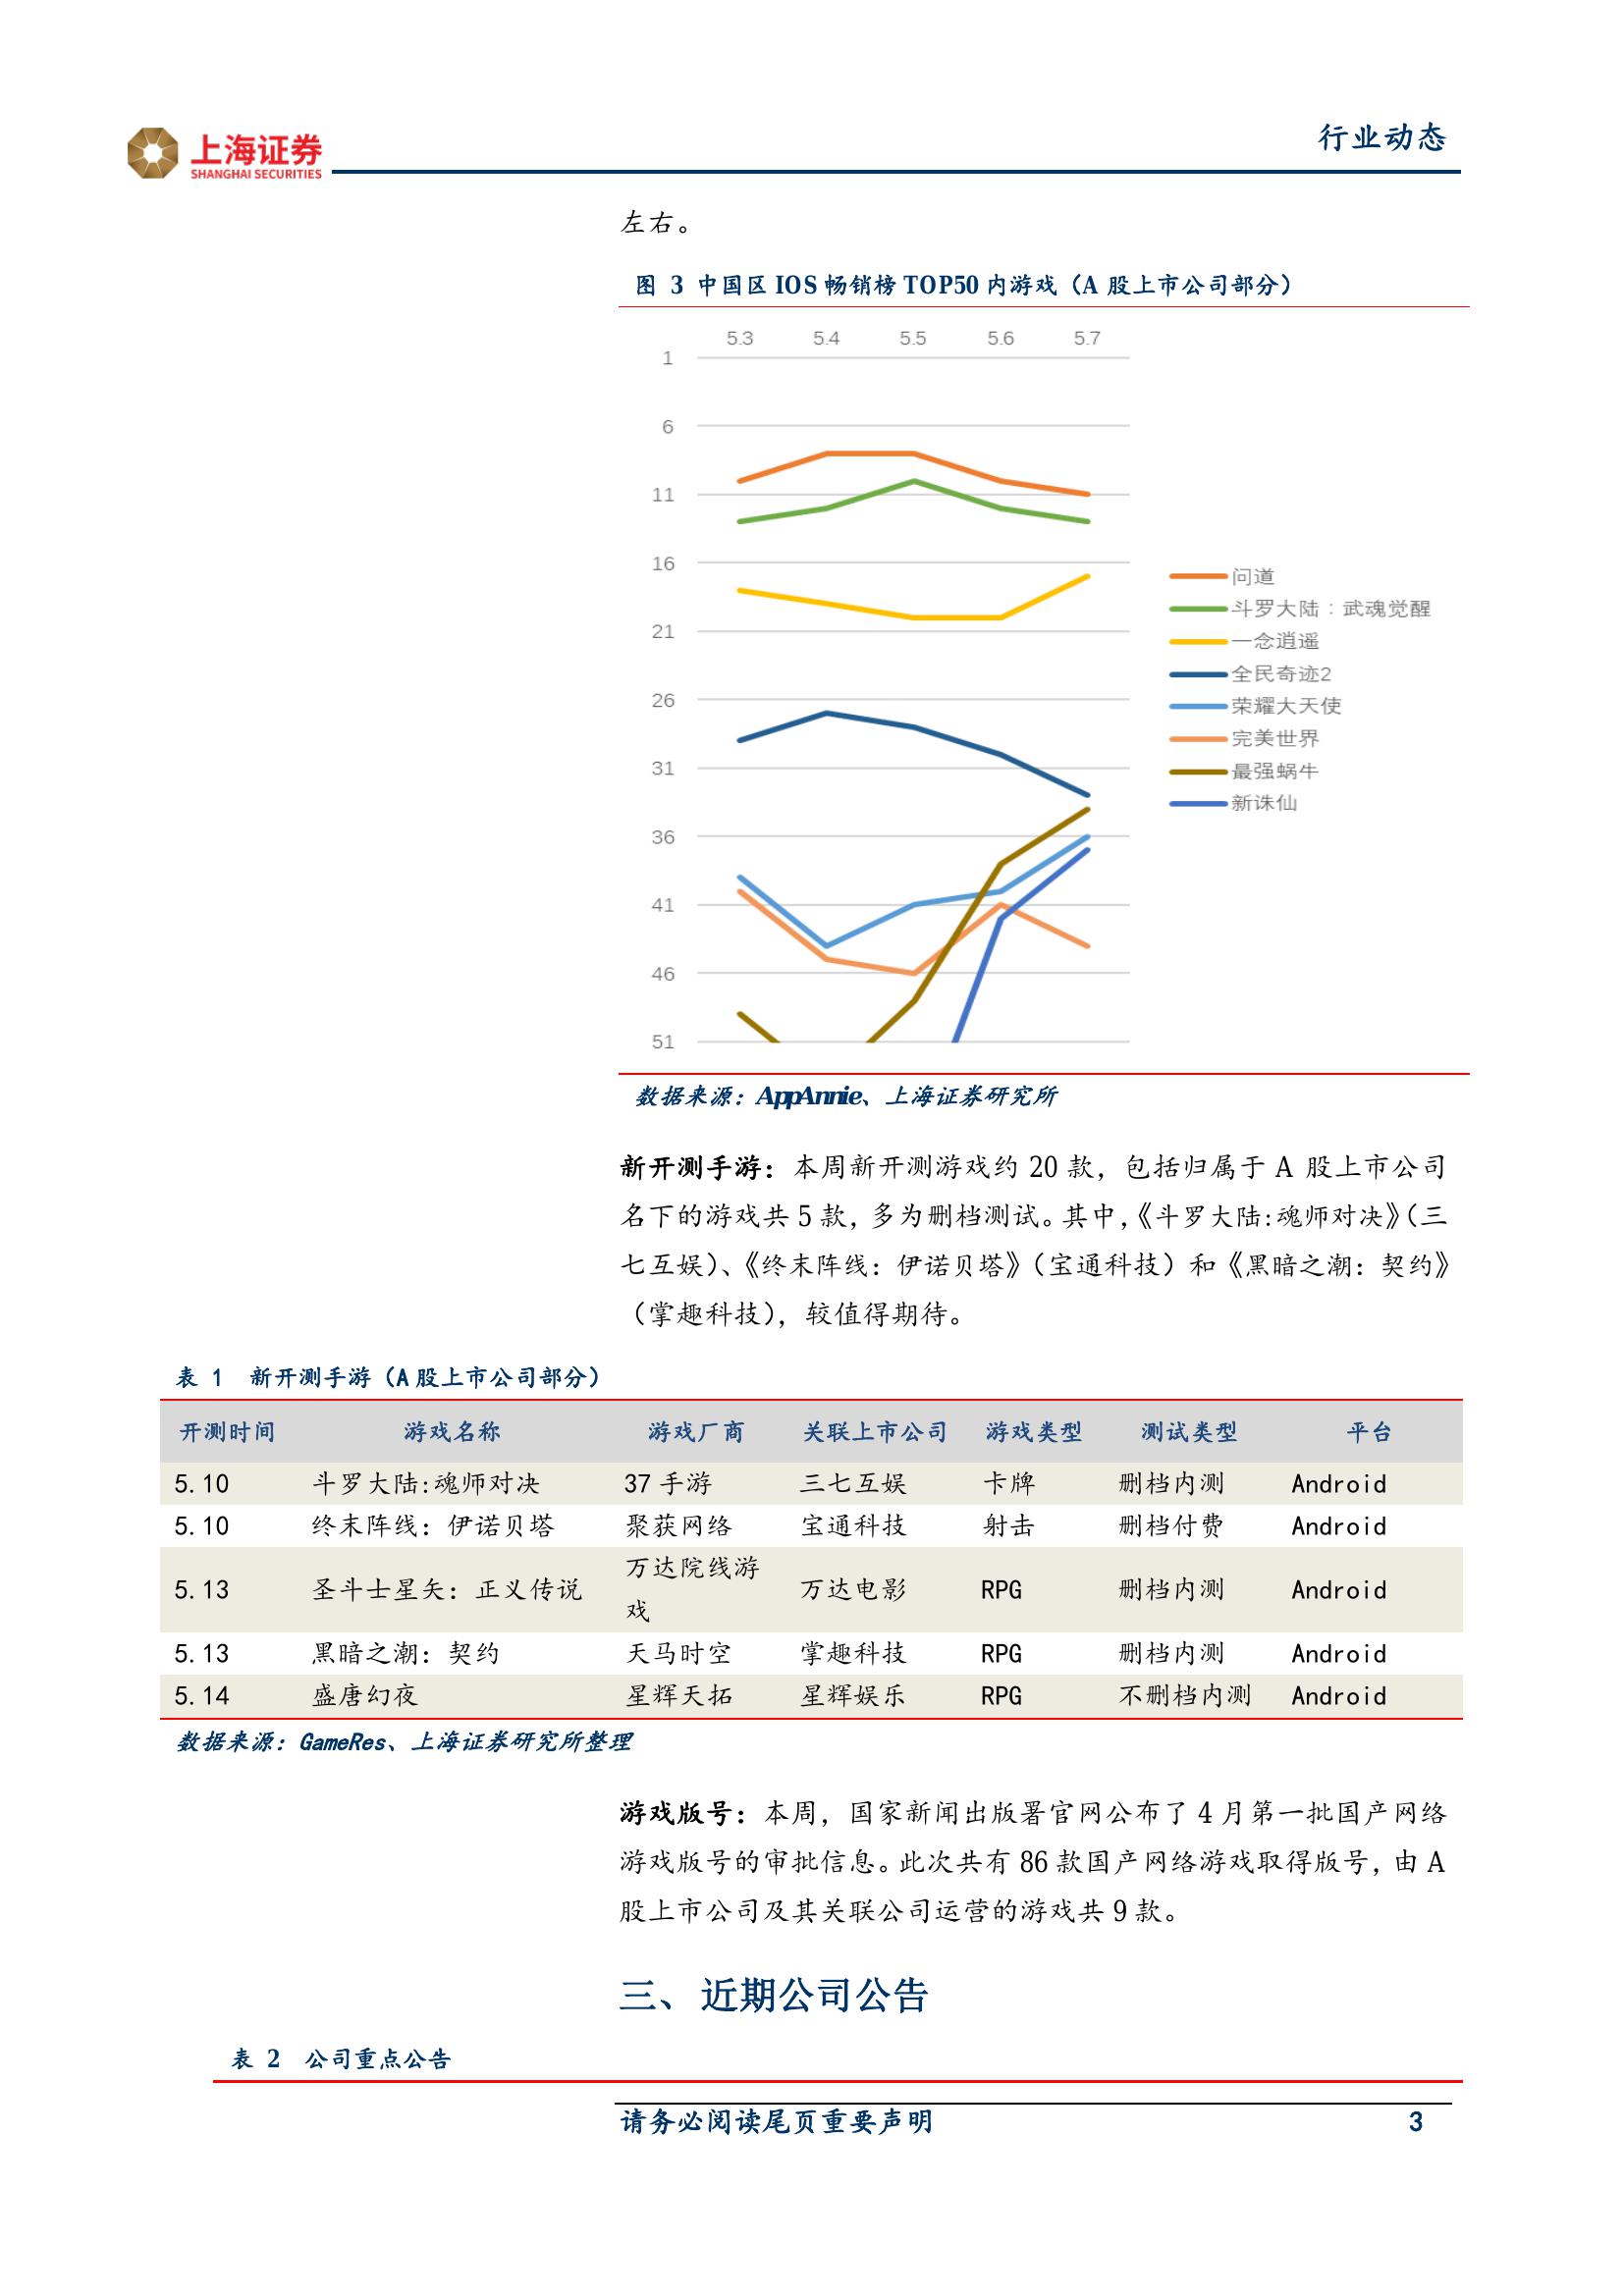 上海证券
SHANGHAI SECURITIES
行业动态
左右。
图 3 中国区 IOS 畅销榜 TOP50 内游戏（A 股上市公司部分）
5.3 5.4 5.5 5.6 5.7
1
6
11
16
21
26
31
36
41
46
51
问道
斗罗大陆：武魂觉醒
一念逍遥
全民奇迹2
荣耀大天使
完美世界
最强蜗牛
新诛仙
数据来源：AppAnnie、上海证券研究所
新开测手游：本周新开测游戏约 20 款，包括归属于 A 股上市公司
名下的游戏共 5 款，多为删档测试。其中，《斗罗大陆:魂师对决》（三
七互娱）、《终末阵线：伊诺贝塔》（宝通科技）和《黑暗之潮：契约》
（掌趣科技），较值得期待。
表 1 新开测手游（A 股上市公司部分）
开测时间 游戏名称 游戏厂商 关联上市公司 游戏类型 测试类型 平台
5.10 斗罗大陆:魂师对决 37 手游 三七互娱 卡牌 删档内测 Android
5.10 终末阵线：伊诺贝塔 聚获网络 宝通科技 射击 删档付费 Android
5.13 圣斗士星矢：正义传说 万达院线游戏 万达电影 RPG 删档内测 Android
5.13 黑暗之潮：契约 天马时空 掌趣科技 RPG 删档内测 Android
5.14 盛唐幻夜 星辉天拓 星辉娱乐 RPG 不删档内测 Android
数据来源：GameRes、上海证券研究所整理
游戏版号：本周，国家新闻出版署官网公布了 4 月第一批国产网络
游戏版号的审批信息。此次共有 86 款国产网络游戏取得版号，由 A
股上市公司及其关联公司运营的游戏共 9 款。
三、近期公司公告
表 2 公司重点公告
请务必阅读尾页重要声明 3